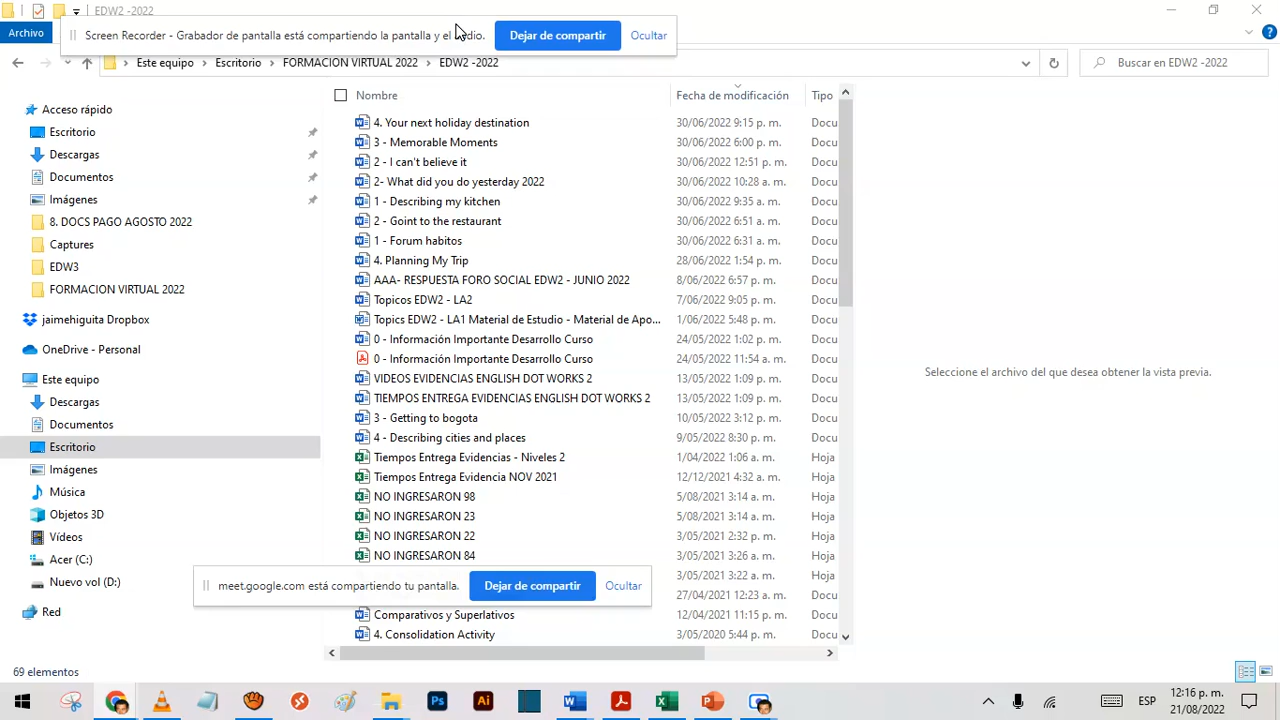 EDW2 -2022
Archivo
Screen Recorder - Grabador de pantalla está compartiendo la pantalla y el
Dejar de compartir
Ocultar
Este equipo
Escritorio
FORMACION VIRTUAL 2022
EDW2 -2022
Buscar en EDW2 -2022
Nombre
Fecha de modificación
Tipo
Acceso rápido
Escritorio
Descargas
Documentos
Imágenes
8. DOCS PAGO AGOSTO 2022
Captures
EDW3
FORMACION VIRTUAL 2022
jaimehiguita Dropbox
OneDrive - Personal
Este equipo
Descargas
Documentos
Escritorio
Imágenes
Música
Objetos 3D
Vídeos
Acer (C:)
Nuevo vol (D:)
Red
4. Your next holiday destination 30/06/2022 9:15 p. m. Docu
3 - Memorable Moments 30/06/2022 6:00 p. m. Docu
2 - I can't believe it 30/06/2022 12:51 p. m. Docu
2- What did you do yesterday 2022 30/06/2022 10:28 a. m. Docu
1 - Describing my kitchen 30/06/2022 9:35 a. m. Docu
2 - Goint to the restaurant 30/06/2022 6:51 a. m. Docu
1 - Forum habitos 30/06/2022 6:31 a. m. Docu
4. Planning My Trip 28/06/2022 1:54 p. m. Docu
AAA- RESPUESTA FORO SOCIAL EDW2 - JUNIO 2022 8/06/2022 6:57 p. m. Docu
Topicos EDW2 - LA2 7/06/2022 9:05 p. m. Docu
Topics EDW2 - LA1 Material de Estudio - Material de Apo... 1/06/2022 5:48 p. m. Docu
0 - Información Importante Desarrollo Curso 24/05/2022 1:02 p. m. Docu
0 - Información Importante Desarrollo Curso 24/05/2022 11:54 a. m. Docu
VIDEOS EVIDENCIAS ENGLISH DOT WORKS 2 13/05/2022 1:09 p. m. Docu
TIEMPOS ENTREGA EVIDENCIAS ENGLISH DOT WORKS 2 13/05/2022 1:09 p. m. Docu
3 - Getting to bogota 10/05/2022 3:12 p. m. Docu
4 - Describing cities and places 9/05/2022 8:30 p. m. Docu
Tiempos Entrega Evidencias - Niveles 2 1/04/2022 1:06 a. m. Hoja
Tiempos Entrega Evidencia NOV 2021 12/12/2021 4:32 a. m. Hoja
NO INGRESARON 98 5/08/2021 3:14 a. m. Hoja
NO INGRESARON 23 5/08/2021 3:14 a. m. Hoja
NO INGRESARON 22 3/05/2021 2:32 p. m. Hoja
NO INGRESARON 84 3/05/2021 3:26 a. m. Hoja
3/05/2021 3:22 a. m. Hoja
27/04/2021 12:23 a. m. Docu
Comparativos y Superlativos 12/04/2021 11:15 p. m. Docu
4. Consolidation Activity 3/05/2020 5:44 p. m. Docu
meet.google.com está compartiendo tu pantalla.
Dejar de compartir
Ocultar
Seleccione el archivo del que desea obtener la vista previa.
69 elementos
Ps
Ai
ESP
12:16 p. m.
21/08/2022